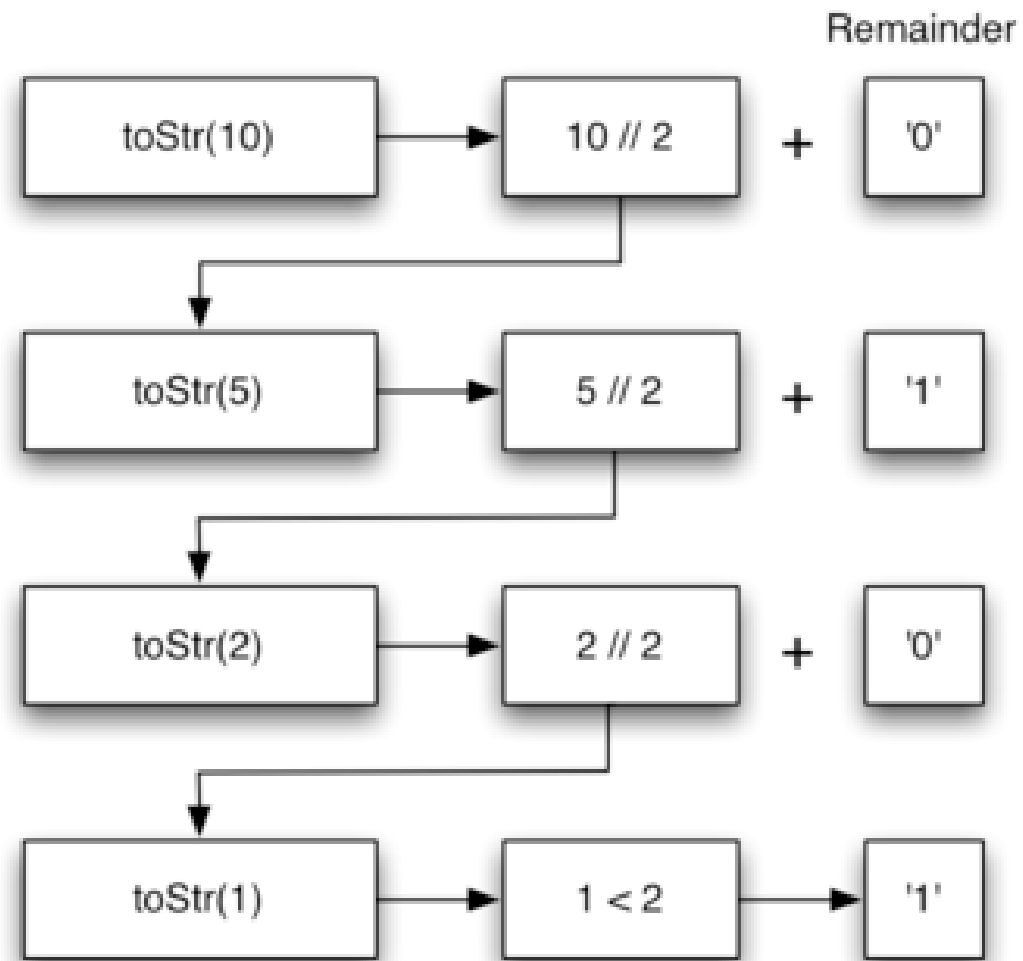 Remainder
toStr(10) 10 // 2 + '0'
toStr(5) 5 // 2 + '1'
toStr(2) 2 // 2 + '0'
toStr(1) 1 < 2 '1'